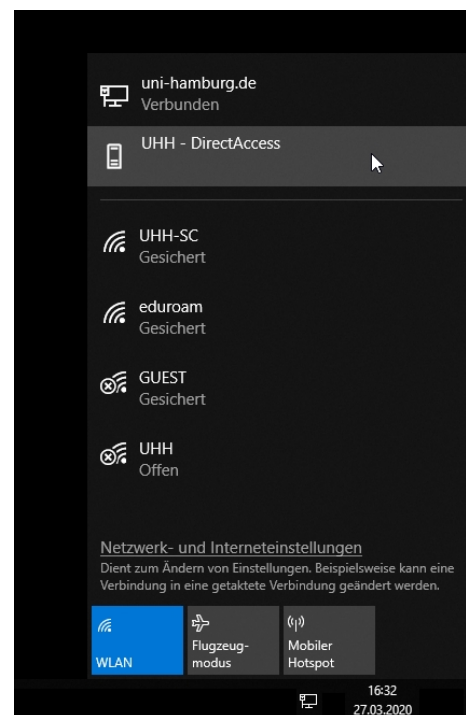 uni-hamburg.de
Verbunden
UHH - DirectAccess
UHH-SC
Gesichert
eduroam
Gesichert
GUEST
Gesichert
UHH
Offen
Netzwerk- und Interneteinstellungen
Dient zum Ändern von Einstellungen. Beispielsweise kann eine
Verbindung in eine getaktete Verbindung geändert werden.
WLAN
Flugzeug-
modus
Mobiler
Hotspot
16:32
27.03.2020